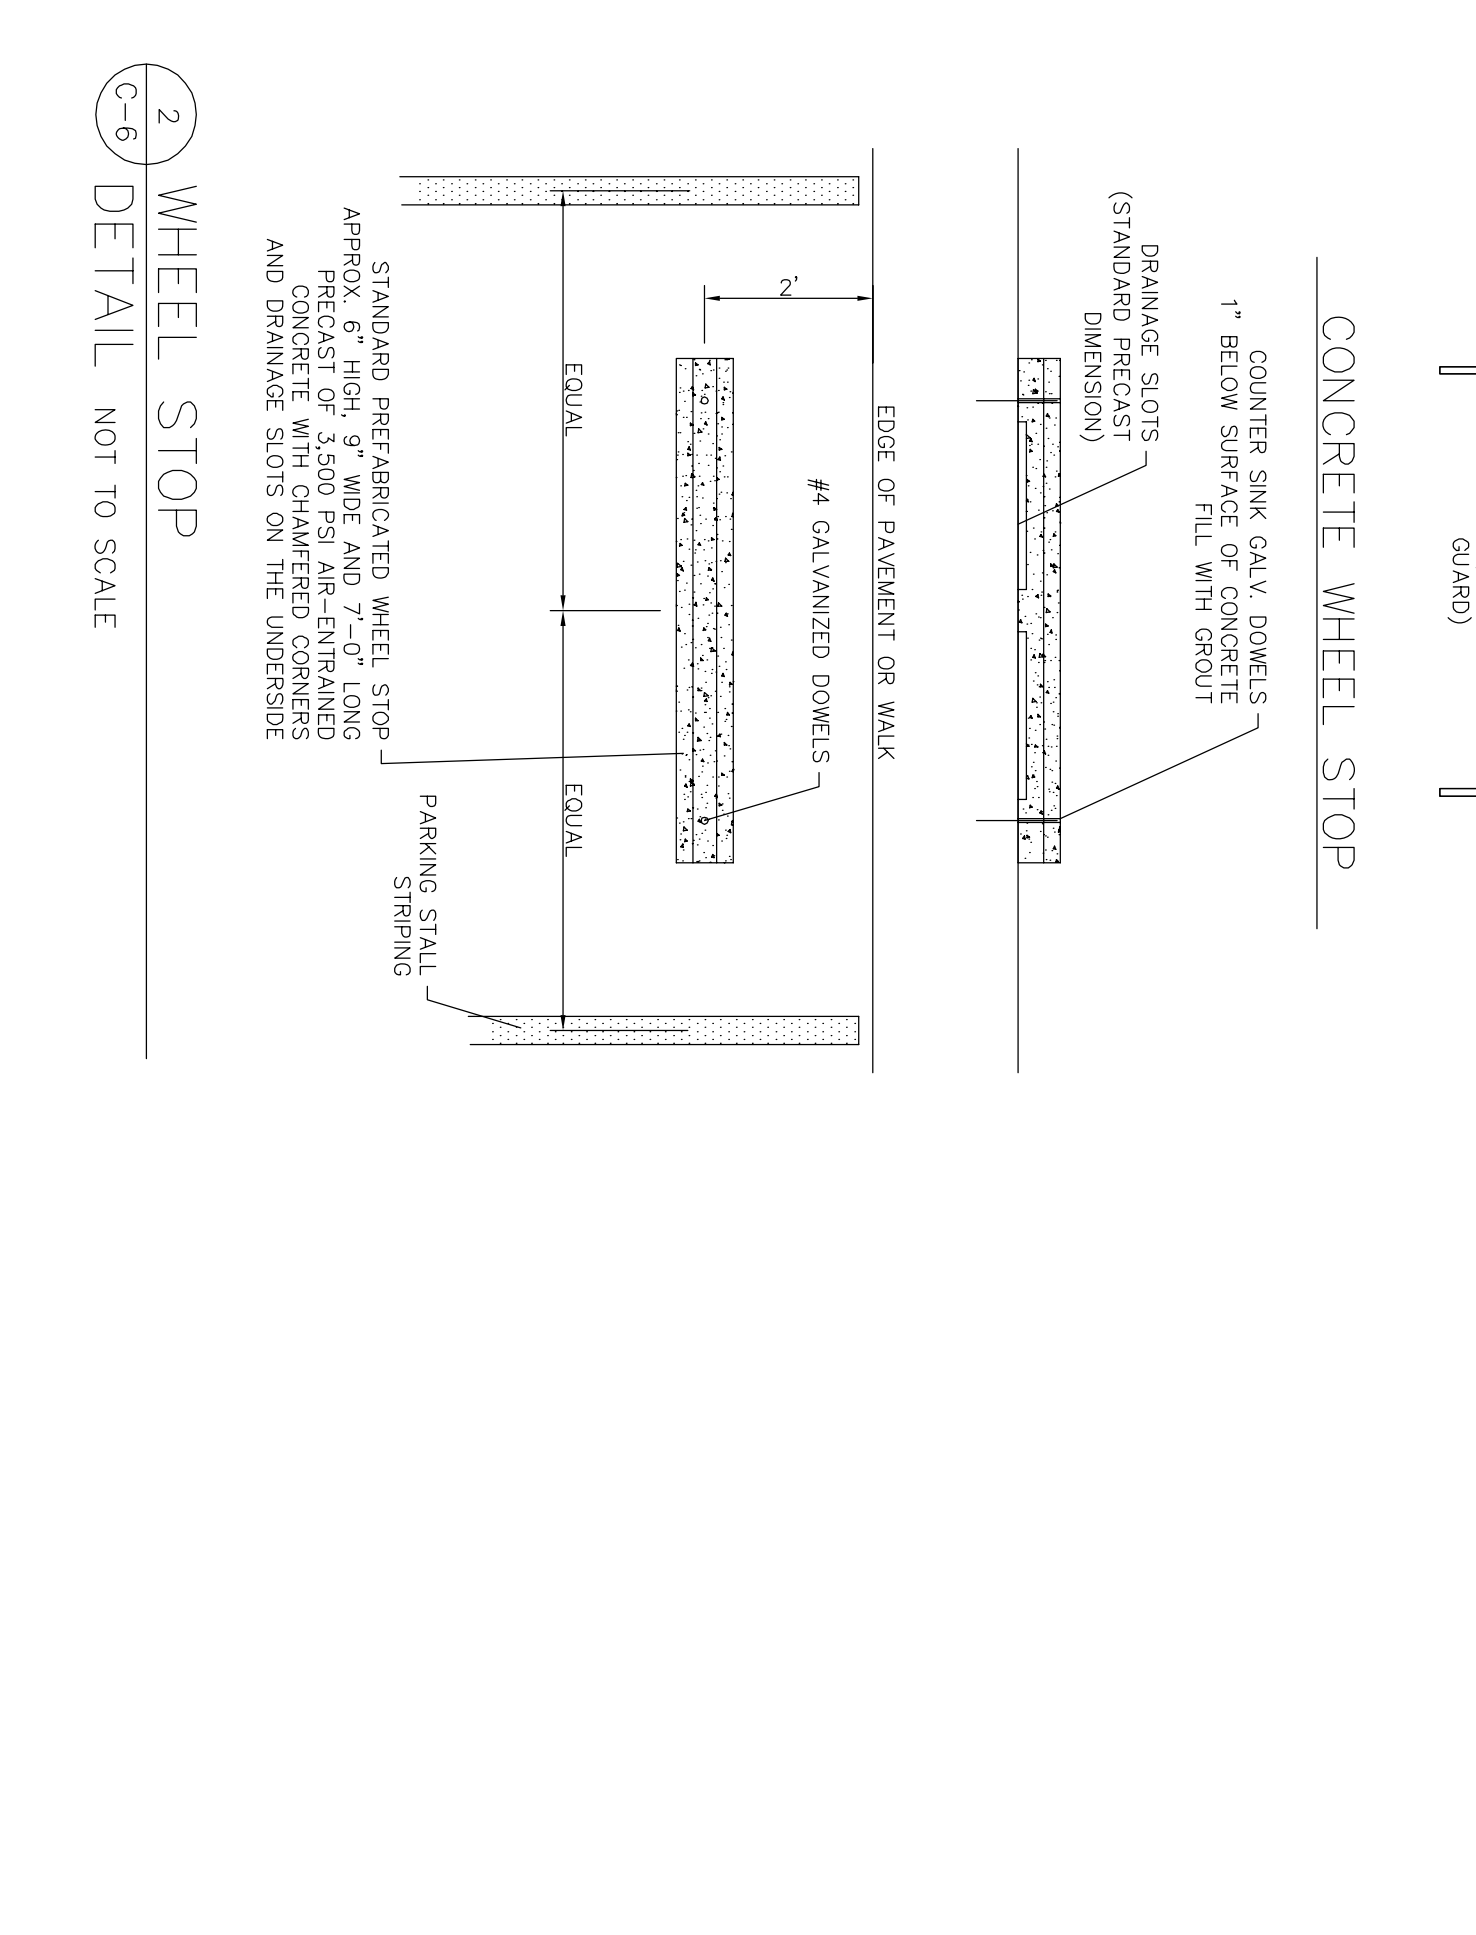 GUARD)
CONCRETE WHEEL STOP
COUNTER SINK GALV. DOWELS
1" BELOW SURFACE OF CONCRETE
FILL WITH GROUT
DRAINAGE SLOTS
(STANDARD PRECAST
DIMENSION)
EDGE OF PAVEMENT OR WALK
2'
#4 GALVANIZED DOWELS
EQUAL
EQUAL
PARKING STALL
STRIPING
STANDARD PREFABRICATED WHEEL STOP
APPROX. 6" HIGH, 9" WIDE AND 7'-0" LONG
PRECAST OF 3,500 PSI AIR-ENTRAINED
CONCRETE WITH CHAMFERED CORNERS
AND DRAINAGE SLOTS ON THE UNDERSIDE
2
WHEEL STOP
C-6
DETAIL NOT TO SCALE